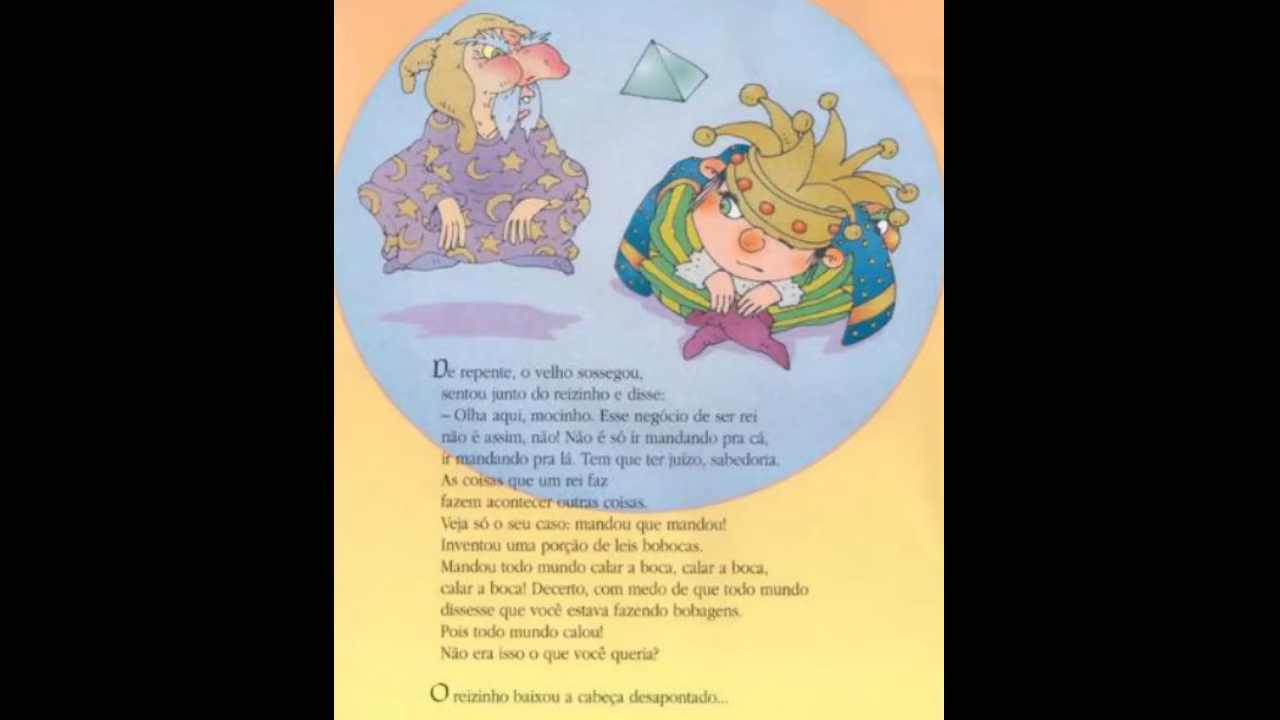 De repente, o velho sossegou,
sentou junto do reizinho e disse:
– Olha aqui, mocinho. Esse negócio de ser rei
não é assim, não! Não é só ir mandando pra cá,
ir mandando pra lá. Tem que ter juízo, sabedoria.
As coisas que um rei faz
fazem acontecer outras coisas.
Veja só o seu caso: mandou que mandou!
Inventou uma porção de leis bobocas.
Mandou todo mundo calar a boca, calar a boca,
calar a boca! Decerto, com medo de que todo mundo
dissesse que você estava fazendo bobagens.
Pois todo mundo calou!
Não era isso o que você queria?
O reizinho baixou a cabeça desapontado...